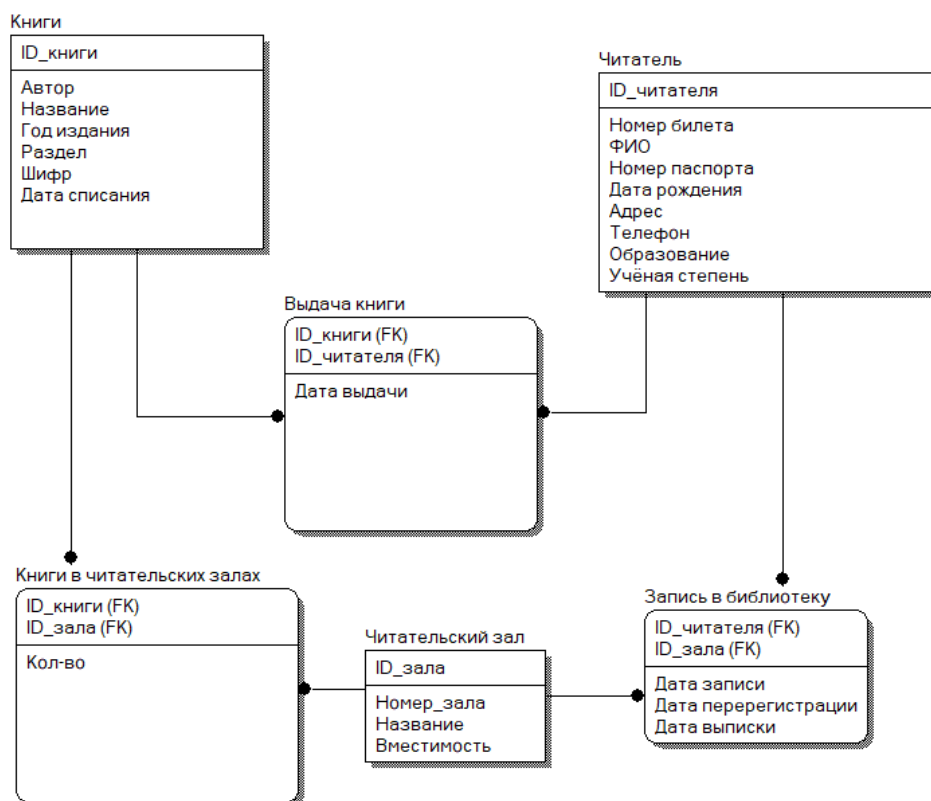 Книги
ID_книги
Автор
Название
Год издания
Раздел
Шифр
Дата списания
Читатель
ID_читателя
Номер билета
ФИО
Номер паспорта
Дата рождения
Адрес
Телефон
Образование
Учёная степень
Выдача книги
ID_книги (FK)
ID_читателя (FK)
Дата выдачи
Книги в читательских залах
ID_книги (FK)
ID_зала (FK)
Кол-во
Читательский зал
ID_зала
Номер_зала
Название
Вместимость
Запись в библиотеку
ID_читателя (FK)
ID_зала (FK)
Дата записи
Дата перерегистрации
Дата выписки